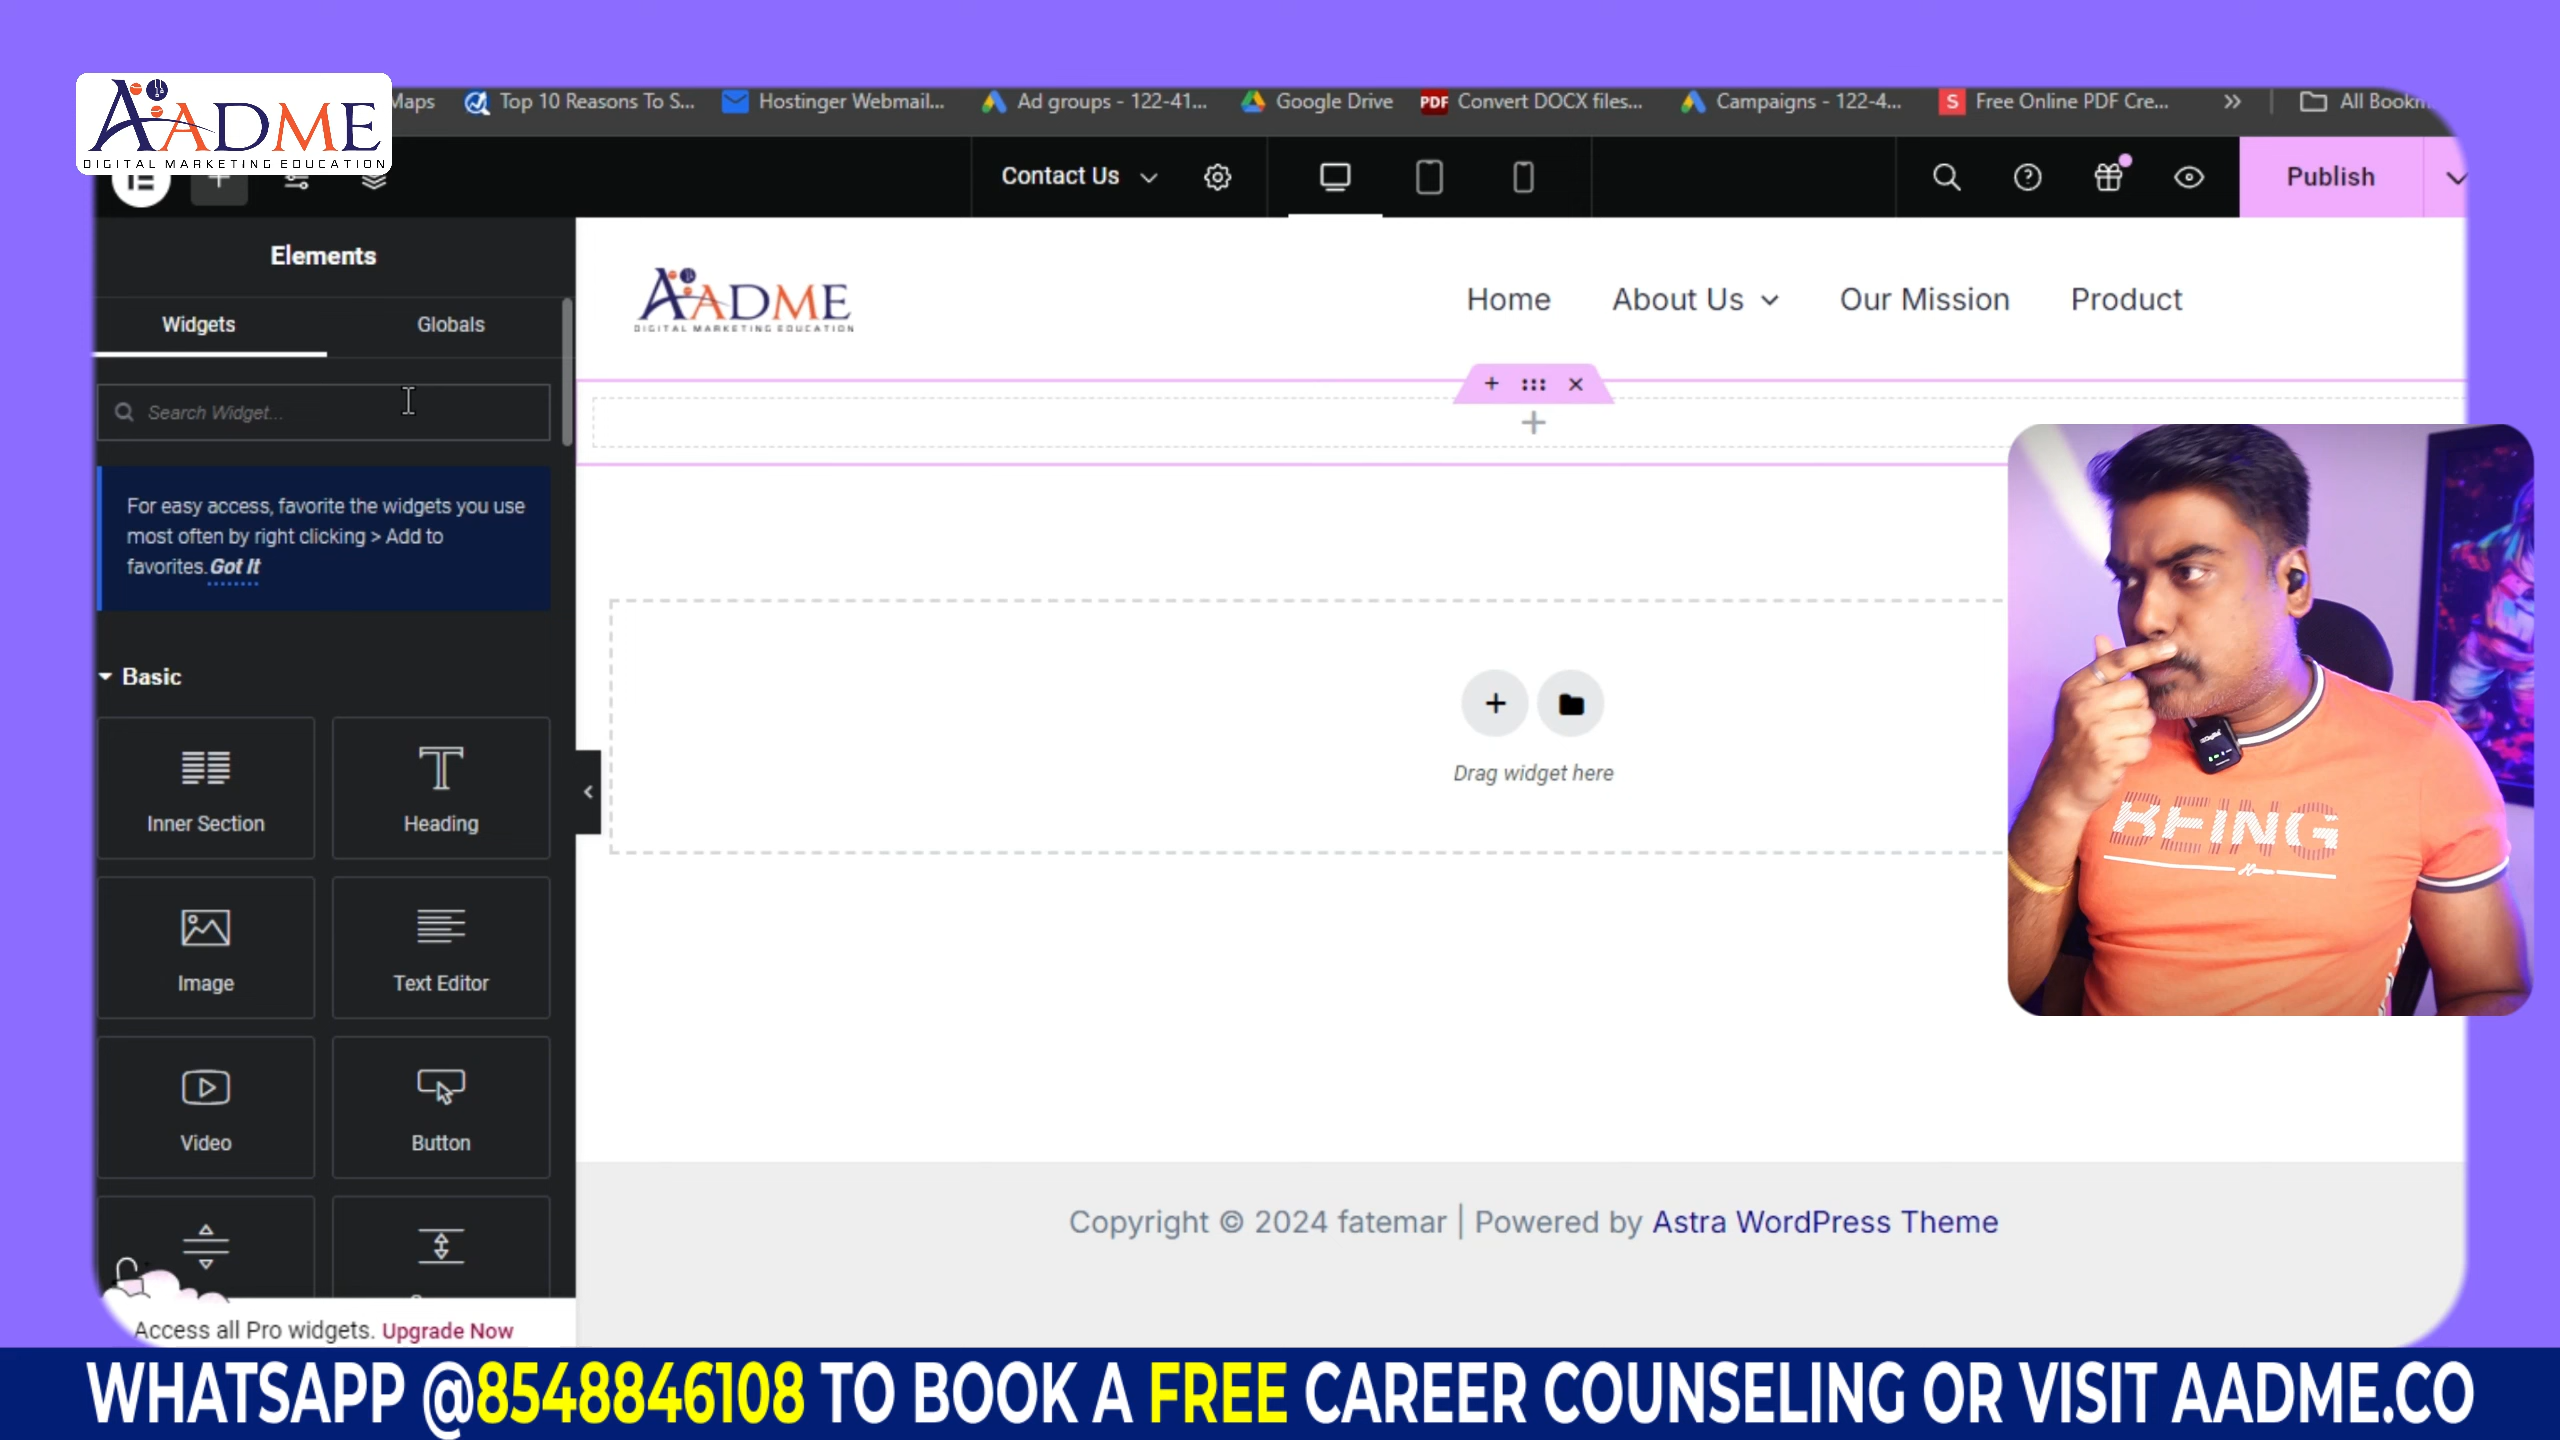 AADME
DIGITAL MARKETING EDUCATION
Maps
Top 10 Reasons To S...
Hostinger Webmail...
Ad groups - 122-41...
Google Drive
PDF
Convert DOCX files...
Campaigns - 122-4...
S
Free Online PDF Cre...
All Bookm
Contact Us
Publish
Elements
Widgets
Globals
Search Widget...
For easy access, favorite the widgets you use
most often by right clicking > Add to
favorites. Got It
Basic
Inner Section
Heading
Image
Text Editor
Video
Button
Access all Pro widgets. Upgrade Now
AADME
DIGITAL MARKETING EDUCATION
Home
About Us
Our Mission
Product
Drag widget here
BEING
Copyright © 2024 fatemar | Powered by Astra WordPress Theme
WHATSAPP @8548846108 TO BOOK A FREE CAREER COUNSELING OR VISIT AADME.CO